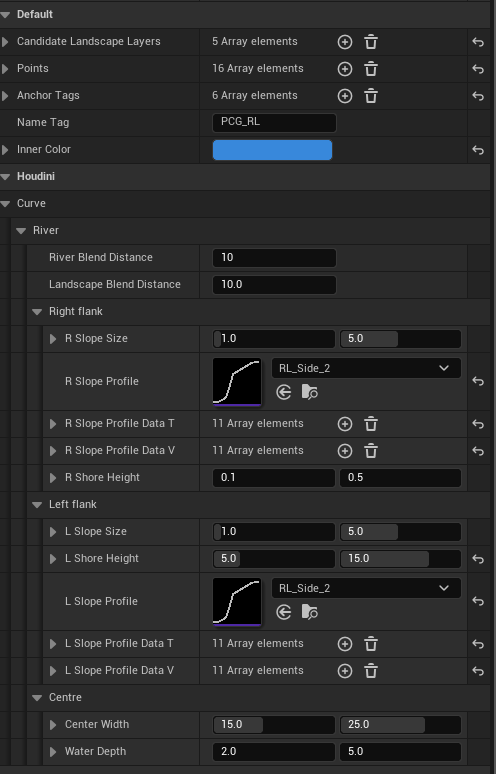 Default
Candidate Landscape Layers 5 Array elements
Points 16 Array elements
Anchor Tags 6 Array elements
Name Tag PCG_RL
Inner Color
Houdini
Curve
River
River Blend Distance 10
Landscape Blend Distance 10.0
Right flank
R Slope Size 1.0 5.0
R Slope Profile RL_Side_2
R Slope Profile Data T 11 Array elements
R Slope Profile Data V 11 Array elements
R Shore Height 0.1 0.5
Left flank
L Slope Size 1.0 5.0
L Shore Height 5.0 15.0
L Slope Profile RL_Side_2
L Slope Profile Data T 11 Array elements
L Slope Profile Data V 11 Array elements
Centre
Center Width 15.0 25.0
Water Depth 2.0 5.0